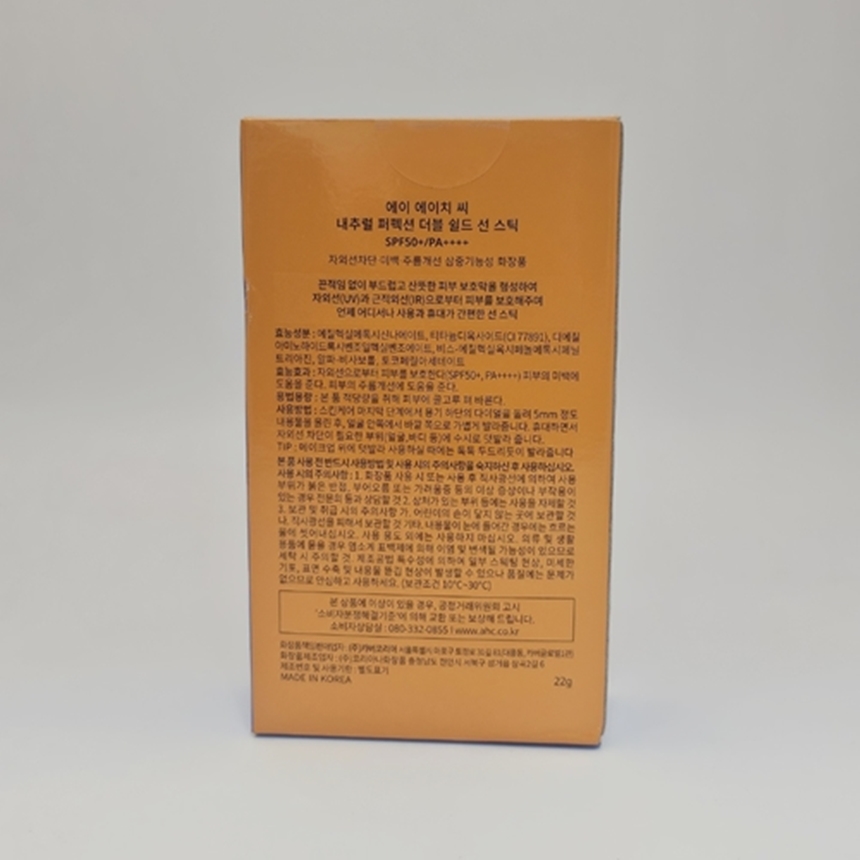 에이 에이치 씨
내추럴 퍼펙션 더블 쉴드 선 스틱
SPF50+/PA++++
자외선차단·미백·주름개선 삼중기능성 화장품
끈적임 없이 부드럽고 산뜻한 피부 보호막을 형성하여
자외선(UV)과 근적외선(IR)으로부터 피부를 보호해주며
언제 어디서나 사용과 휴대가 간편한 선 스틱
효능성분 : 에칠헥실메톡시신나메이트, 티타늄디옥사이드(CI 77891), 디에칠
아미노하이드록시벤조일헥실벤조에이트, 비스-에칠헥실옥시페놀메톡시페닐
트리아진, 알파-비사보롤, 토코페릴아세테이트
효능효과 : 자외선으로부터 피부를 보호한다(SPF50+, PA++++) 피부의 미백에
도움을 준다. 피부의 주름개선에 도움을 준다.
용법용량 : 본 품 적당량을 취해 피부에 골고루 펴 바른다.
사용방법 : 스킨케어 마지막 단계에서 용기 하단의 다이얼을 돌려 5mm 정도
내용물을 올린 후, 얼굴 안쪽에서 바깥 쪽으로 가볍게 발라줍니다. 휴대하면서
자외선 차단이 필요한 부위(얼굴,바디 등)에 수시로 덧발라 줍니다.
TIP : 메이크업 위에 덧발라 사용하실 때에는 톡톡 두드리듯이 발라줍니다
본 품 사용 전 반드시 사용방법 및 사용 시의 주의사항을 숙지하신 후 사용하십시오.
사용 시의 주의사항 : 1. 화장품 사용 시 또는 사용 후 직사광선에 의하여 사용
부위가 붉은 반점, 부어오름 또는 가려움증 등의 이상 증상이나 부작용이
있는 경우 전문의 등과 상담할 것 2. 상처가 있는 부위 등에는 사용을 자제할 것
3. 보관 및 취급 시의 주의사항 가. 어린이의 손이 닿지 않는 곳에 보관할 것
나. 직사광선을 피해서 보관할 것 기타. 내용물이 눈에 들어간 경우에는 흐르는
물에 씻어내십시오. 사용 용도 외에는 사용하지 마십시오. 의류 및 생활
용품에 묻을 경우 염소계 표백제에 의해 이염 및 변색될 가능성이 있으므로
세탁 시 주의할 것. 제조공법 특수성에 의하여 일부 스웨팅 현상, 미세한
기포, 표면 수축 및 내용물 뜯김 현상이 발생할 수 있으나 품질에는 문제가
없으므로 안심하고 사용하세요. (보관조건 10℃~30℃)
본 상품에 이상이 있을 경우, 공정거래위원회 고시
'소비자분쟁해결기준'에 의해 교환 또는 보상해 드립니다.
소비자상담실 : 080-332-0855 I www.ahc.co.kr
화장품책임판매업자 : (주)카버코리아 서울특별시 마포구
화장품제조업자 : (주)코리아나화장품 충청남도 천안시 서북구 성거읍 삼곡2길 6
제조번호 및 사용기한 : 별도표기
MADE IN KOREA
22g